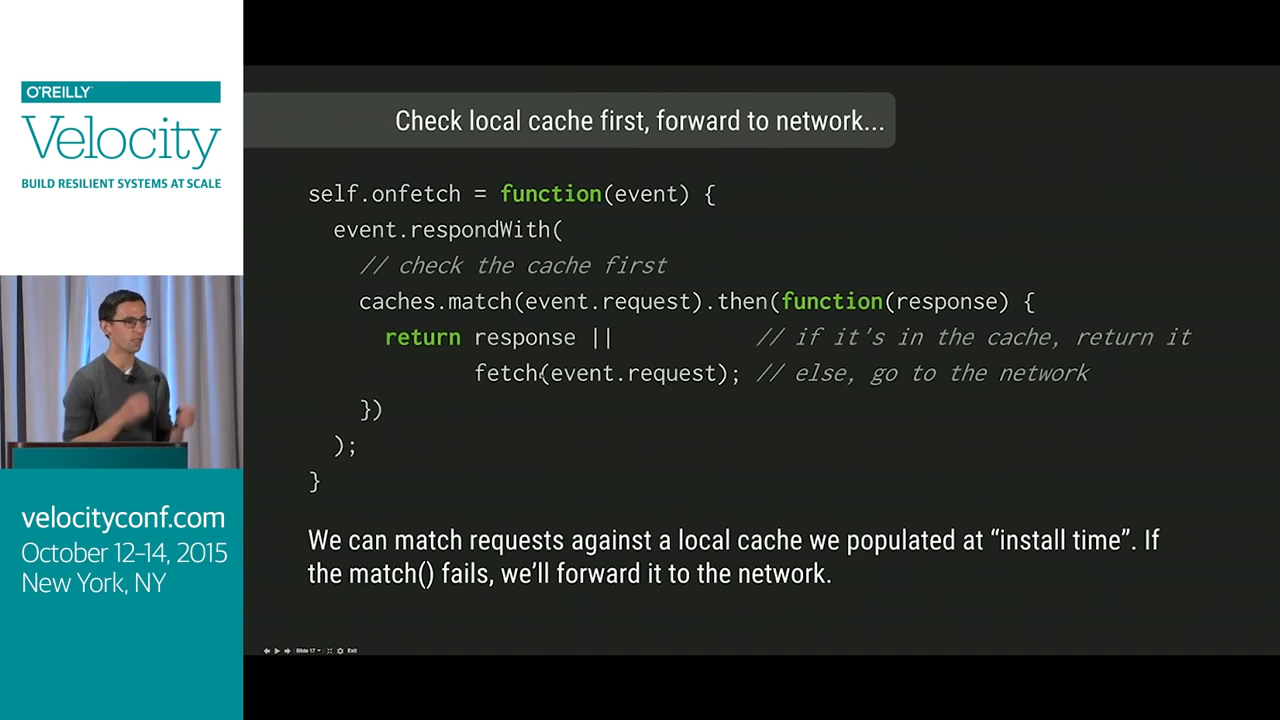 O'REILLY
Velocity
BUILD RESILIENT SYSTEMS AT SCALE
velocityconf.com
October 12–14, 2015
New York, NY
Check local cache first, forward to network...
self.onfetch = function(event) {
event.respondWith(
// check the cache first
caches.match(event.request).then(function(response) {
return response || // if it's in the cache, return it
fetch(event.request); // else, go to the network
})
);
}
We can match requests against a local cache we populated at “install time”. If
the match() fails, we’ll forward it to the network.
Slide 17
Exit